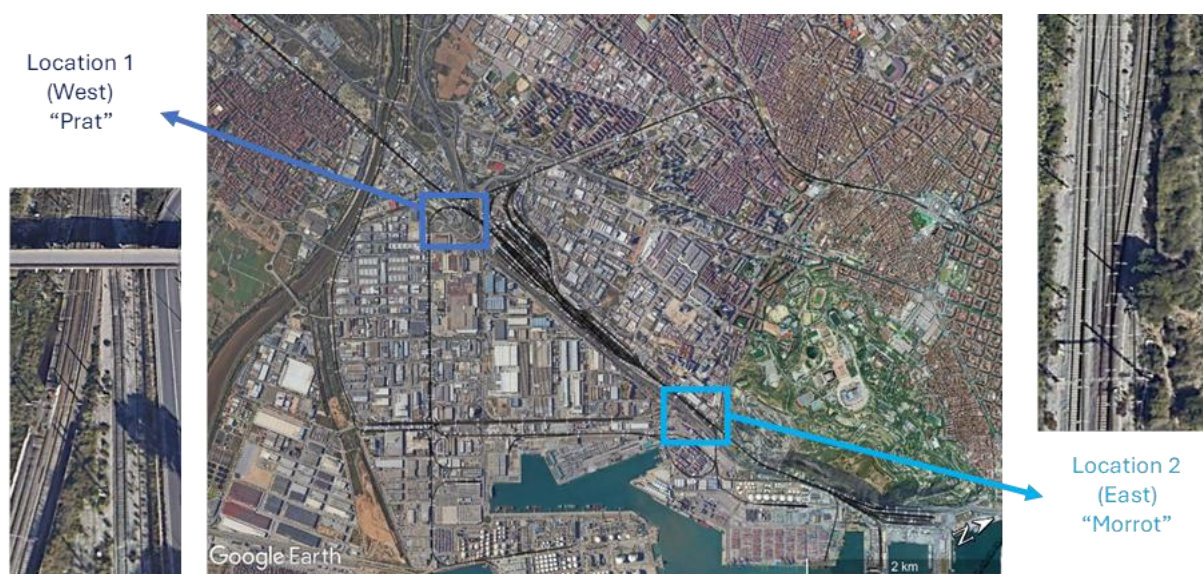 Location 1
(West)
“Prat”
Location 2
(East)
“Morrot”
Google Earth
2 km
N